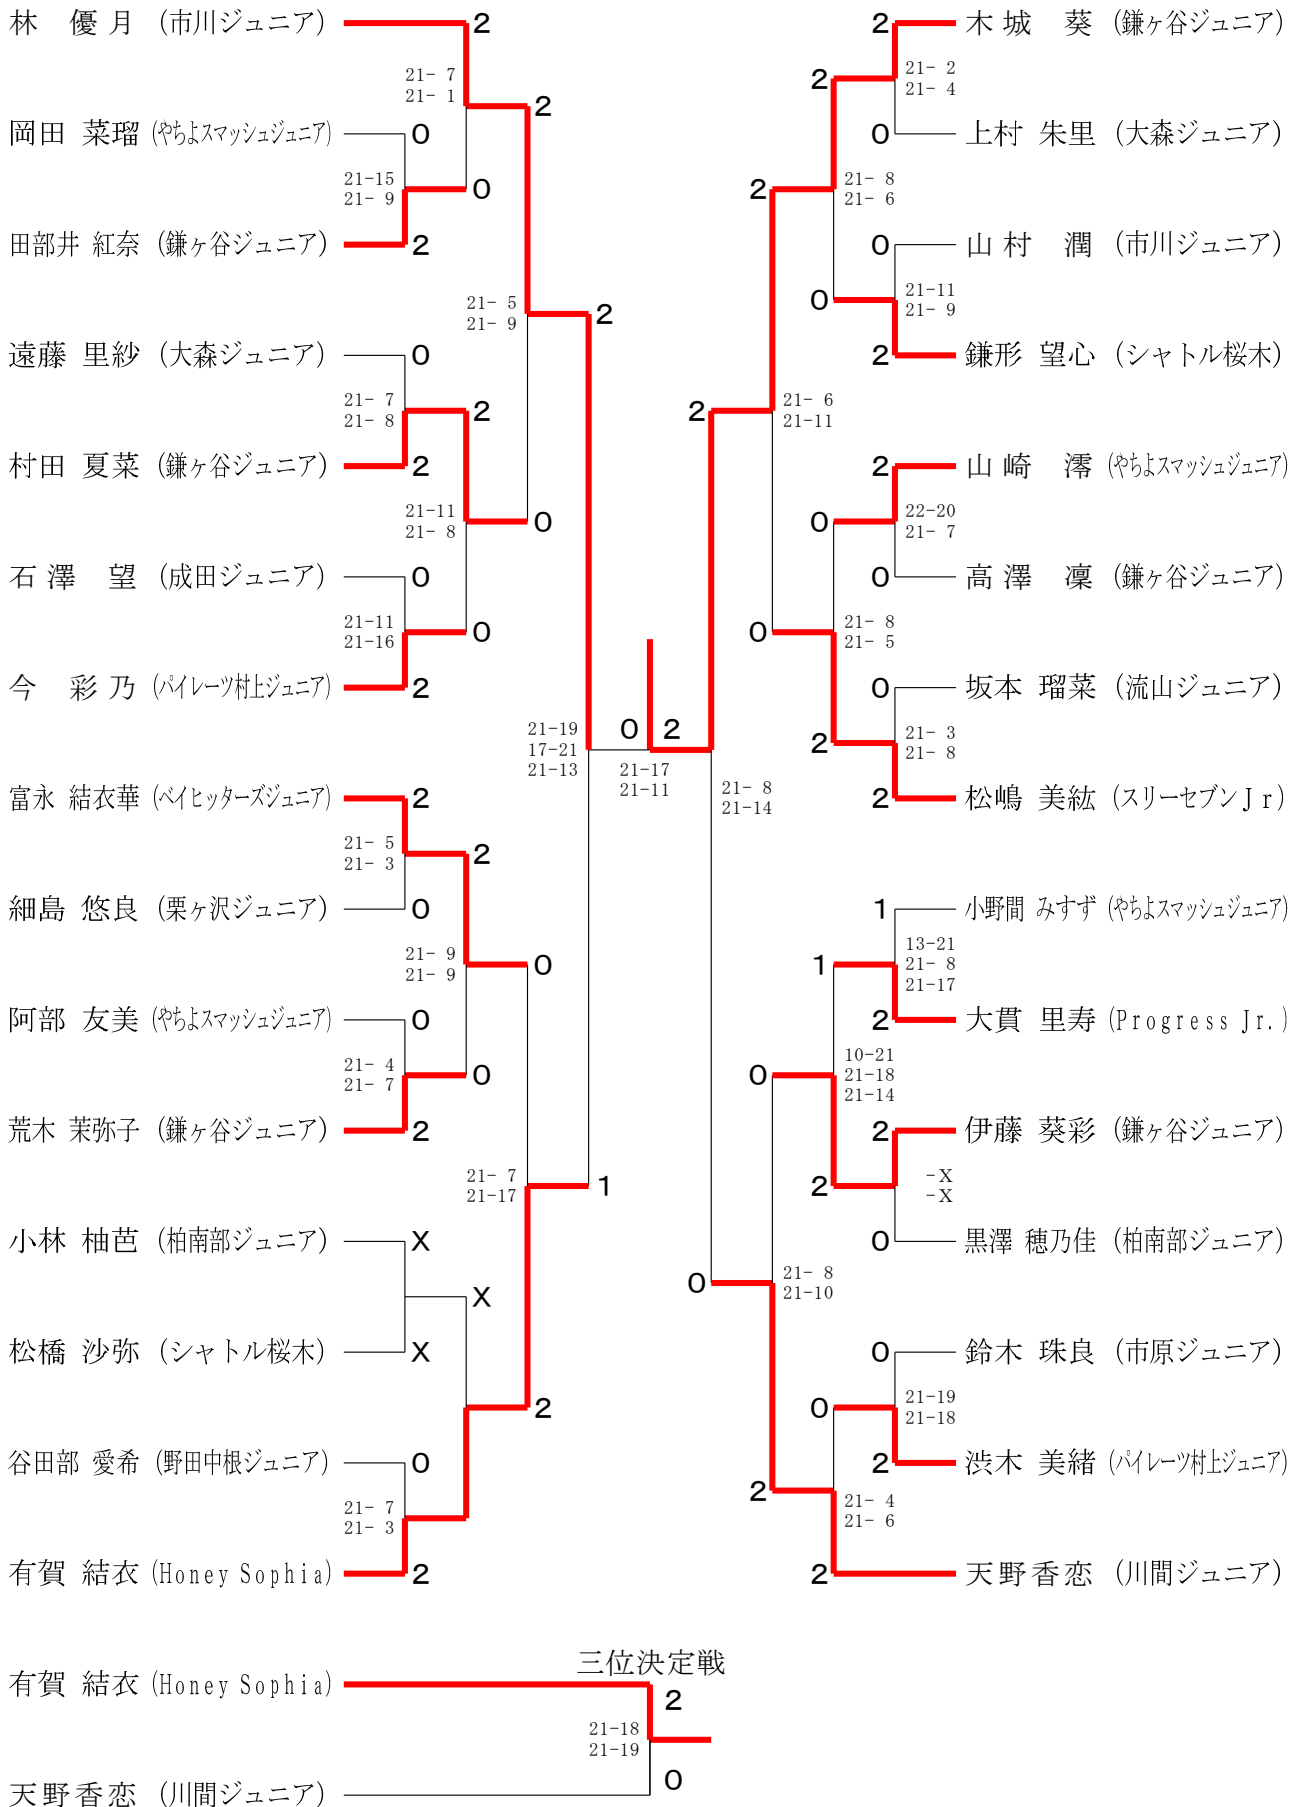 林　優月 (市川ジュニア)
2
21- 7
21- 1
2
岡田 菜瑠 (やちよスマッシュジュニア)
0
21-15
21- 9
0
田部井 紅奈 (鎌ヶ谷ジュニア)
2
21- 5
21- 9
2
遠藤 里紗 (大森ジュニア)
0
21- 7
21- 8
2
村田 夏菜 (鎌ヶ谷ジュニア)
2
21-11
21- 8
0
石澤　望 (成田ジュニア)
0
21-11
21-16
0
今　彩乃 (パイレーツ村上ジュニア)
2
21-19
17-21
21-13
0
2
21-17
21-11
富永 結衣華 (ベイヒッターズジュニア)
2
21- 5
21- 3
2
細島 悠良 (栗ヶ沢ジュニア)
0
21- 9
21- 9
0
阿部 友美 (やちよスマッシュジュニア)
0
21- 4
21- 7
0
荒木 茉弥子 (鎌ヶ谷ジュニア)
2
21- 7
21-17
1
小林 柚芭 (柏南部ジュニア)
X
X
松橋 沙弥 (シャトル桜木)
X
2
谷田部 愛希 (野田中根ジュニア)
0
21- 7
21- 3
有賀 結衣 (Honey Sophia)
2
2
木城　葵 (鎌ヶ谷ジュニア)
2
21- 2
21- 4
0
上村 朱里 (大森ジュニア)
2
21- 8
21- 6
0
山村　潤 (市川ジュニア)
0
21-11
21- 9
2
鎌形 望心 (シャトル桜木)
2
21- 6
21-11
2
山崎　澪 (やちよスマッシュジュニア)
0
22-20
21- 7
0
高澤　凜 (鎌ヶ谷ジュニア)
0
21- 8
21- 5
0
坂本 瑠菜 (流山ジュニア)
2
21- 3
21- 8
2
松嶋 美紘 (スリーセブンJr)
21- 8
21-14
1
小野間 みすず (やちよスマッシュジュニア)
1
13-21
21- 8
21-17
2
大貫 里寿 (Progress Jr.)
0
10-21
21-18
21-14
2
伊藤 葵彩 (鎌ヶ谷ジュニア)
2
-X
-X
0
黒澤 穂乃佳 (柏南部ジュニア)
0
21- 8
21-10
0
鈴木 珠良 (市原ジュニア)
0
21-19
21-18
2
渋木 美緒 (パイレーツ村上ジュニア)
2
21- 4
21- 6
2
天野香恋 (川間ジュニア)
三位決定戦
有賀 結衣 (Honey Sophia)
2
21-18
21-19
0
天野香恋 (川間ジュニア)